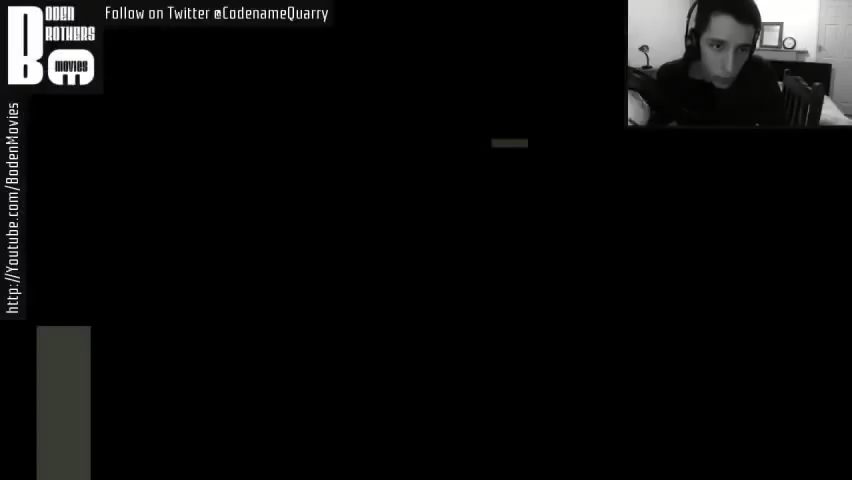 BODEN
BROTHERS
MOVIES
Follow on Twitter @CodenameQuarry
http://Youtube.com/BodenMovies